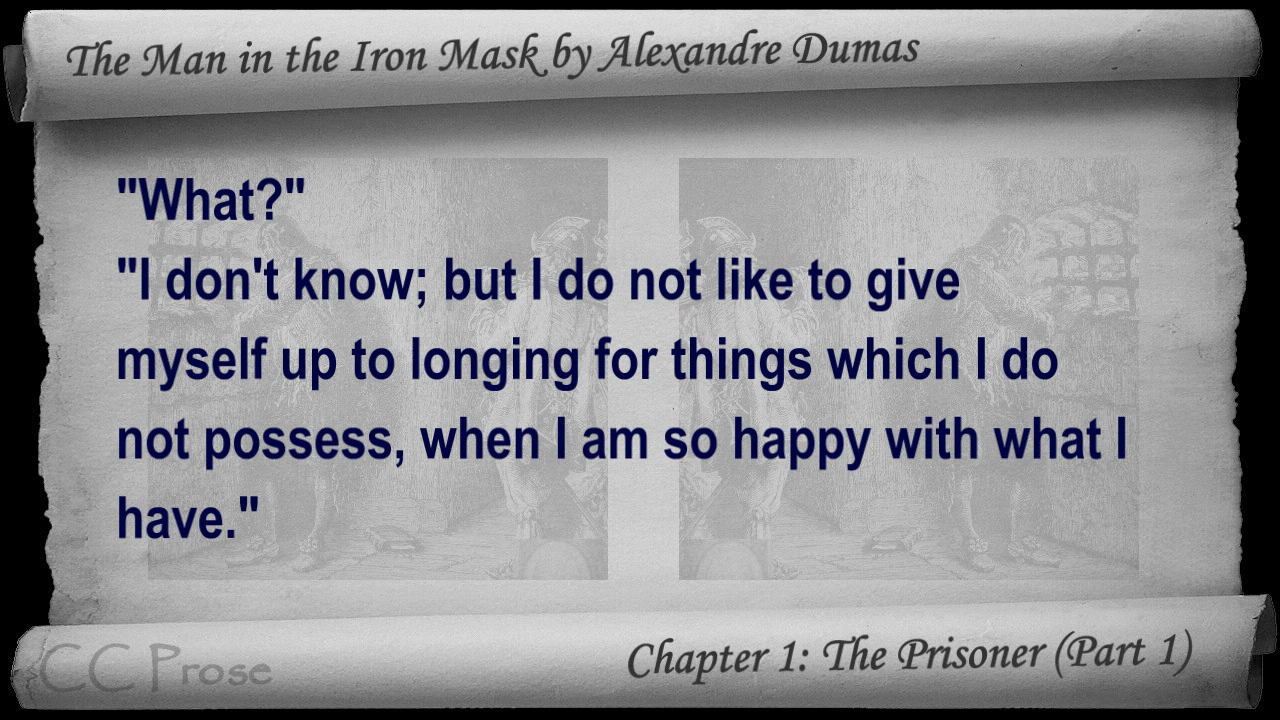 The Man in the Iron Mask by Alexandre Dumas
"What?"
"I don't know; but I do not like to give
myself up to longing for things which I do
not possess, when I am so happy with what I
have."
CC Prose
Chapter 1: The Prisoner (Part 1)